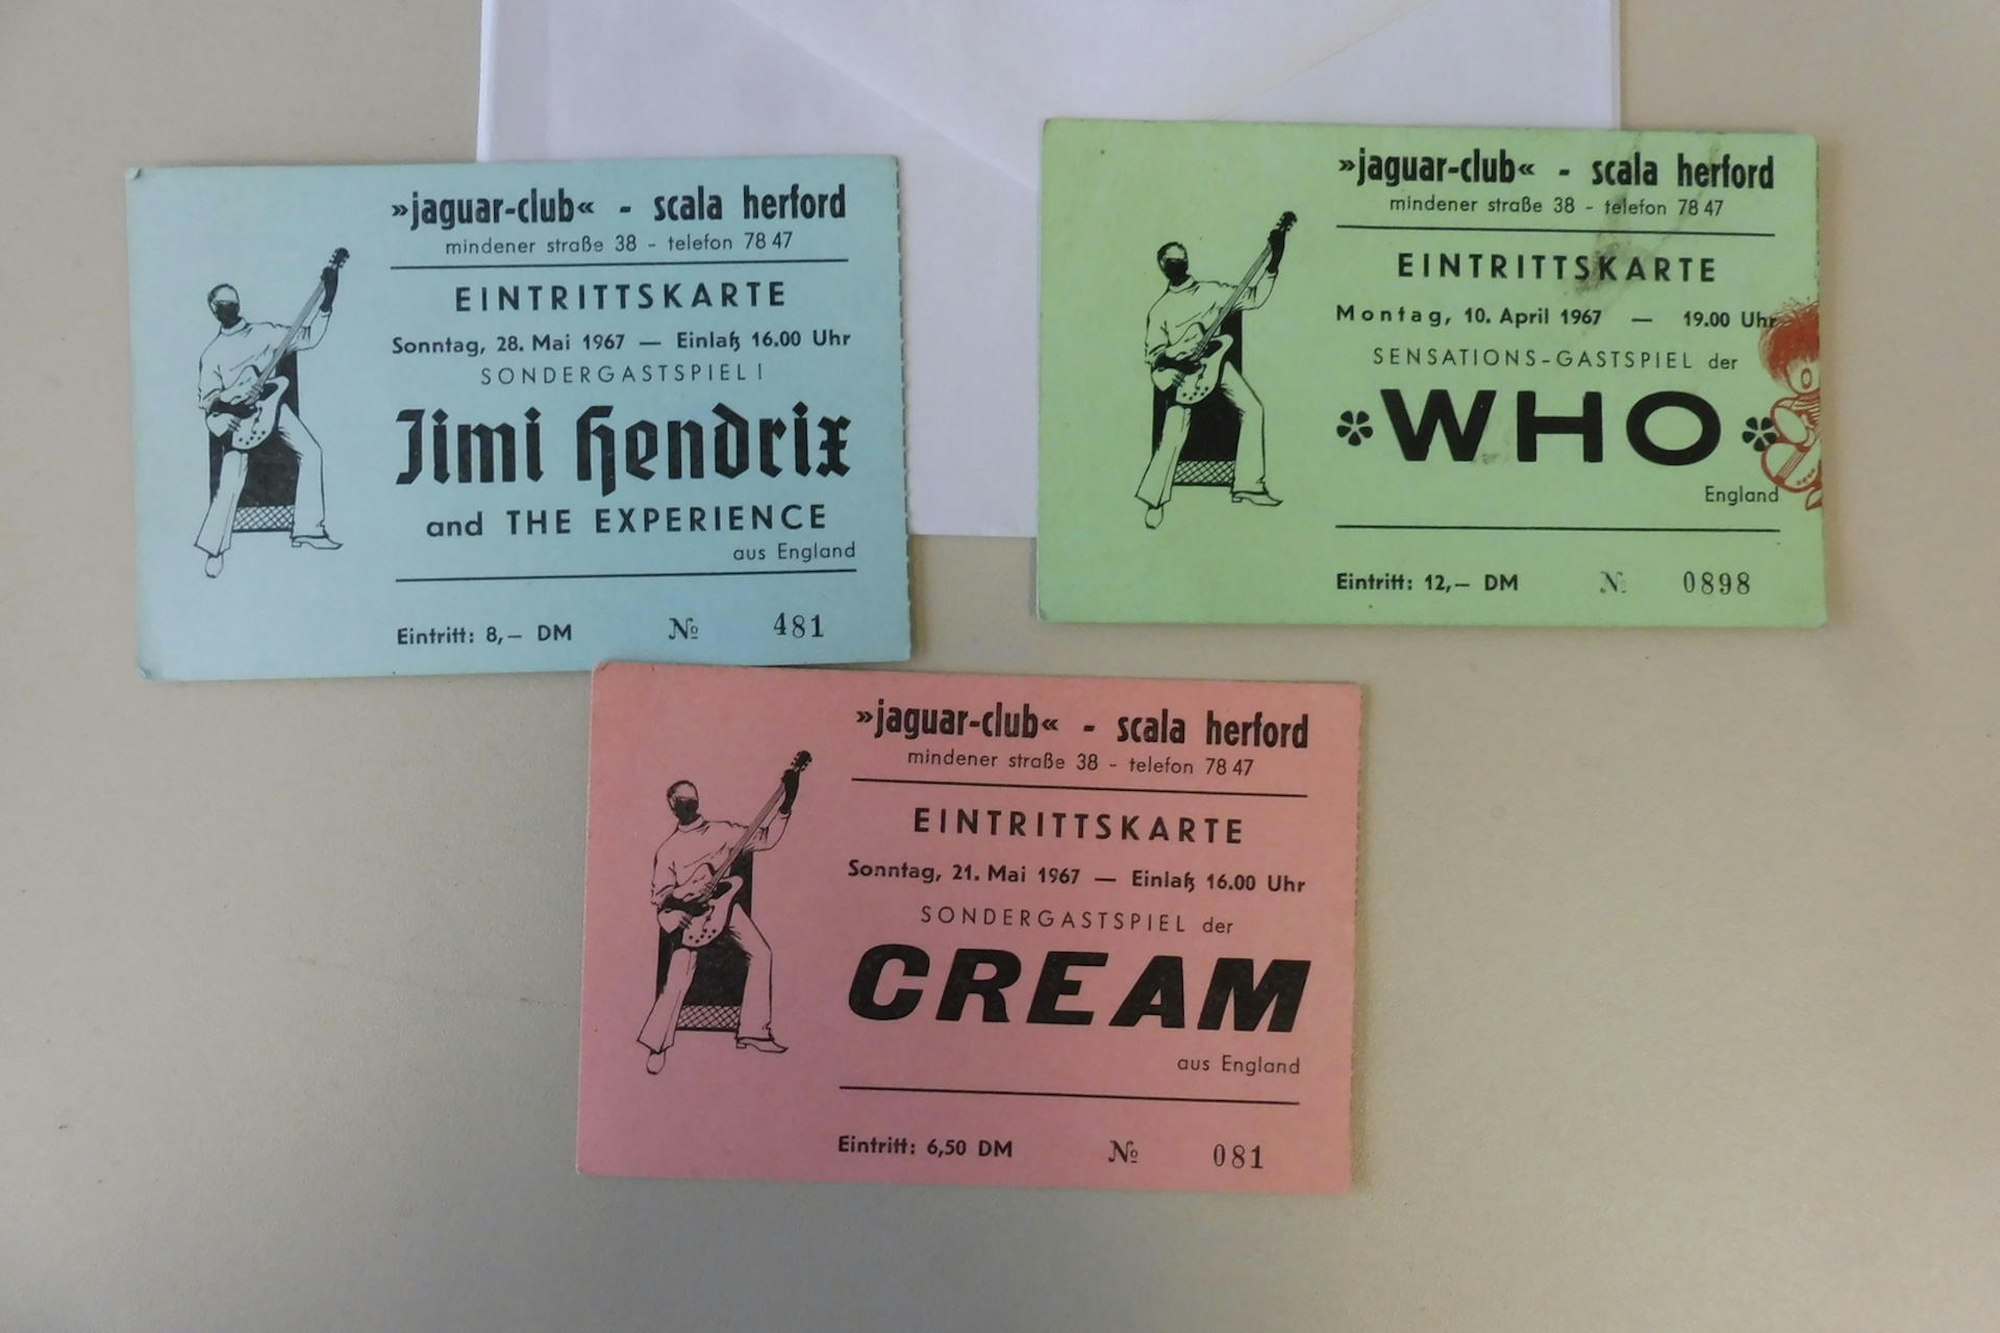 »jaguar-club« - scala herford
mindener straße 38 - telefon 78 47
EINTRITTSKARTE
Sonntag, 28. Mai 1967 — Einlaß 16.00 Uhr
SONDERGASTSPIEL!
Jimi Hendrix
and THE EXPERIENCE
aus England
Eintritt: 8,— DM № 481
»jaguar-club« - scala herford
mindener straße 38 - telefon 78 47
EINTRITTSKARTE
Montag, 10. April 1967 — 19.00 Uhr
SENSATIONS-GASTSPIEL der
WHO
England
Eintritt: 12,— DM № 0898
»jaguar-club« - scala herford
mindener straße 38 - telefon 78 47
EINTRITTSKARTE
Sonntag, 21. Mai 1967 — Einlaß 16.00 Uhr
SONDERGASTSPIEL der
CREAM
aus England
Eintritt: 6,50 DM № 081